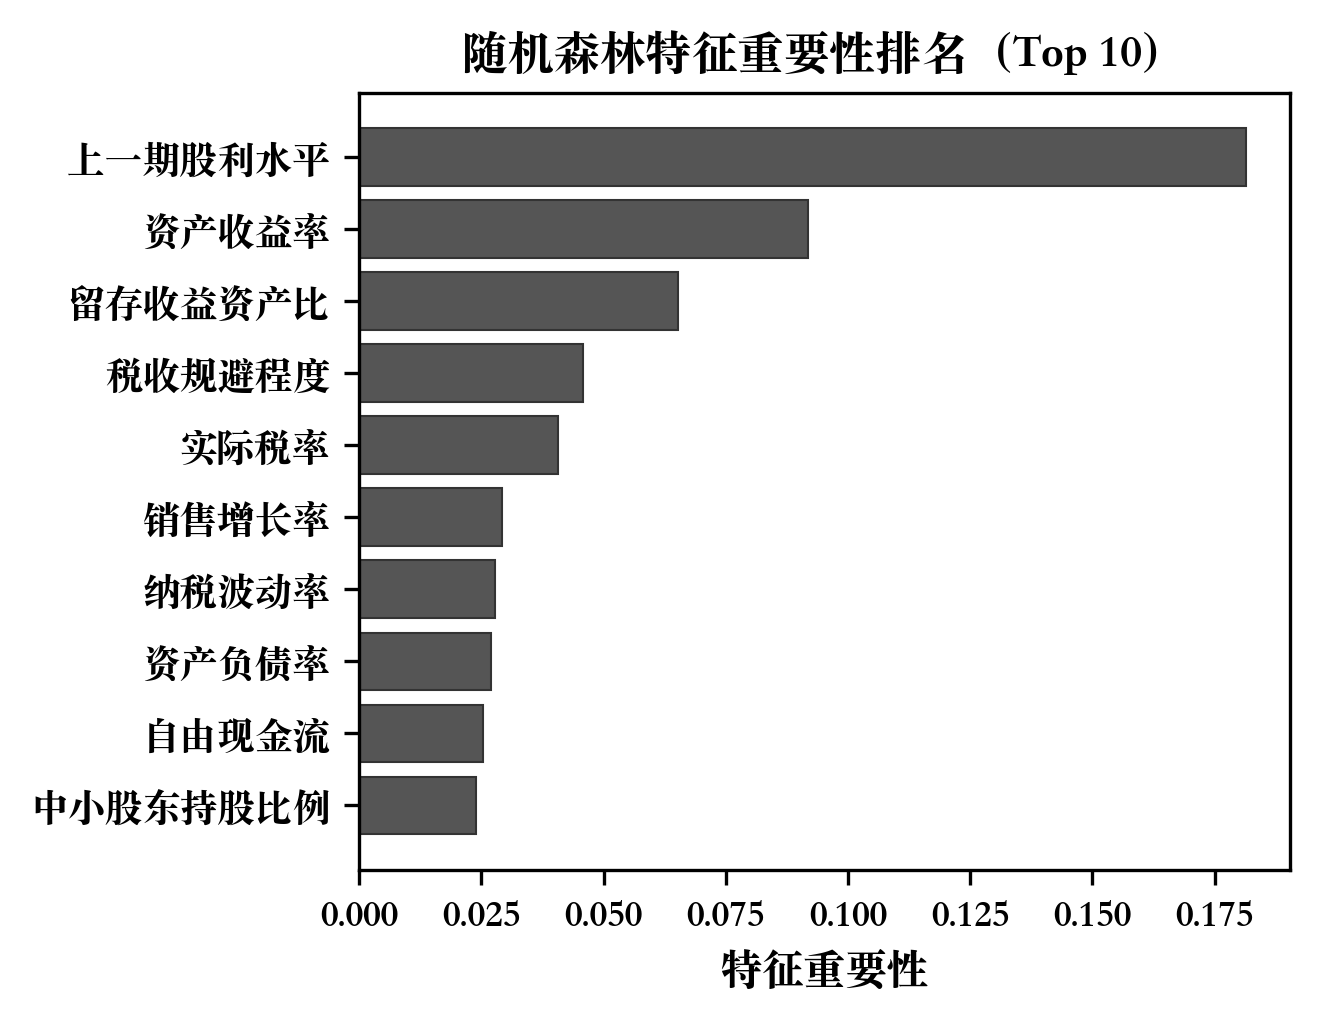 随机森林特征重要性排名（Top 10）
上一期股利水平
资产收益率
留存收益资产比
税收规避程度
实际税率
销售增长率
纳税波动率
资产负债率
自由现金流
中小股东持股比例
0.000 0.025 0.050 0.075 0.100 0.125 0.150 0.175
特征重要性